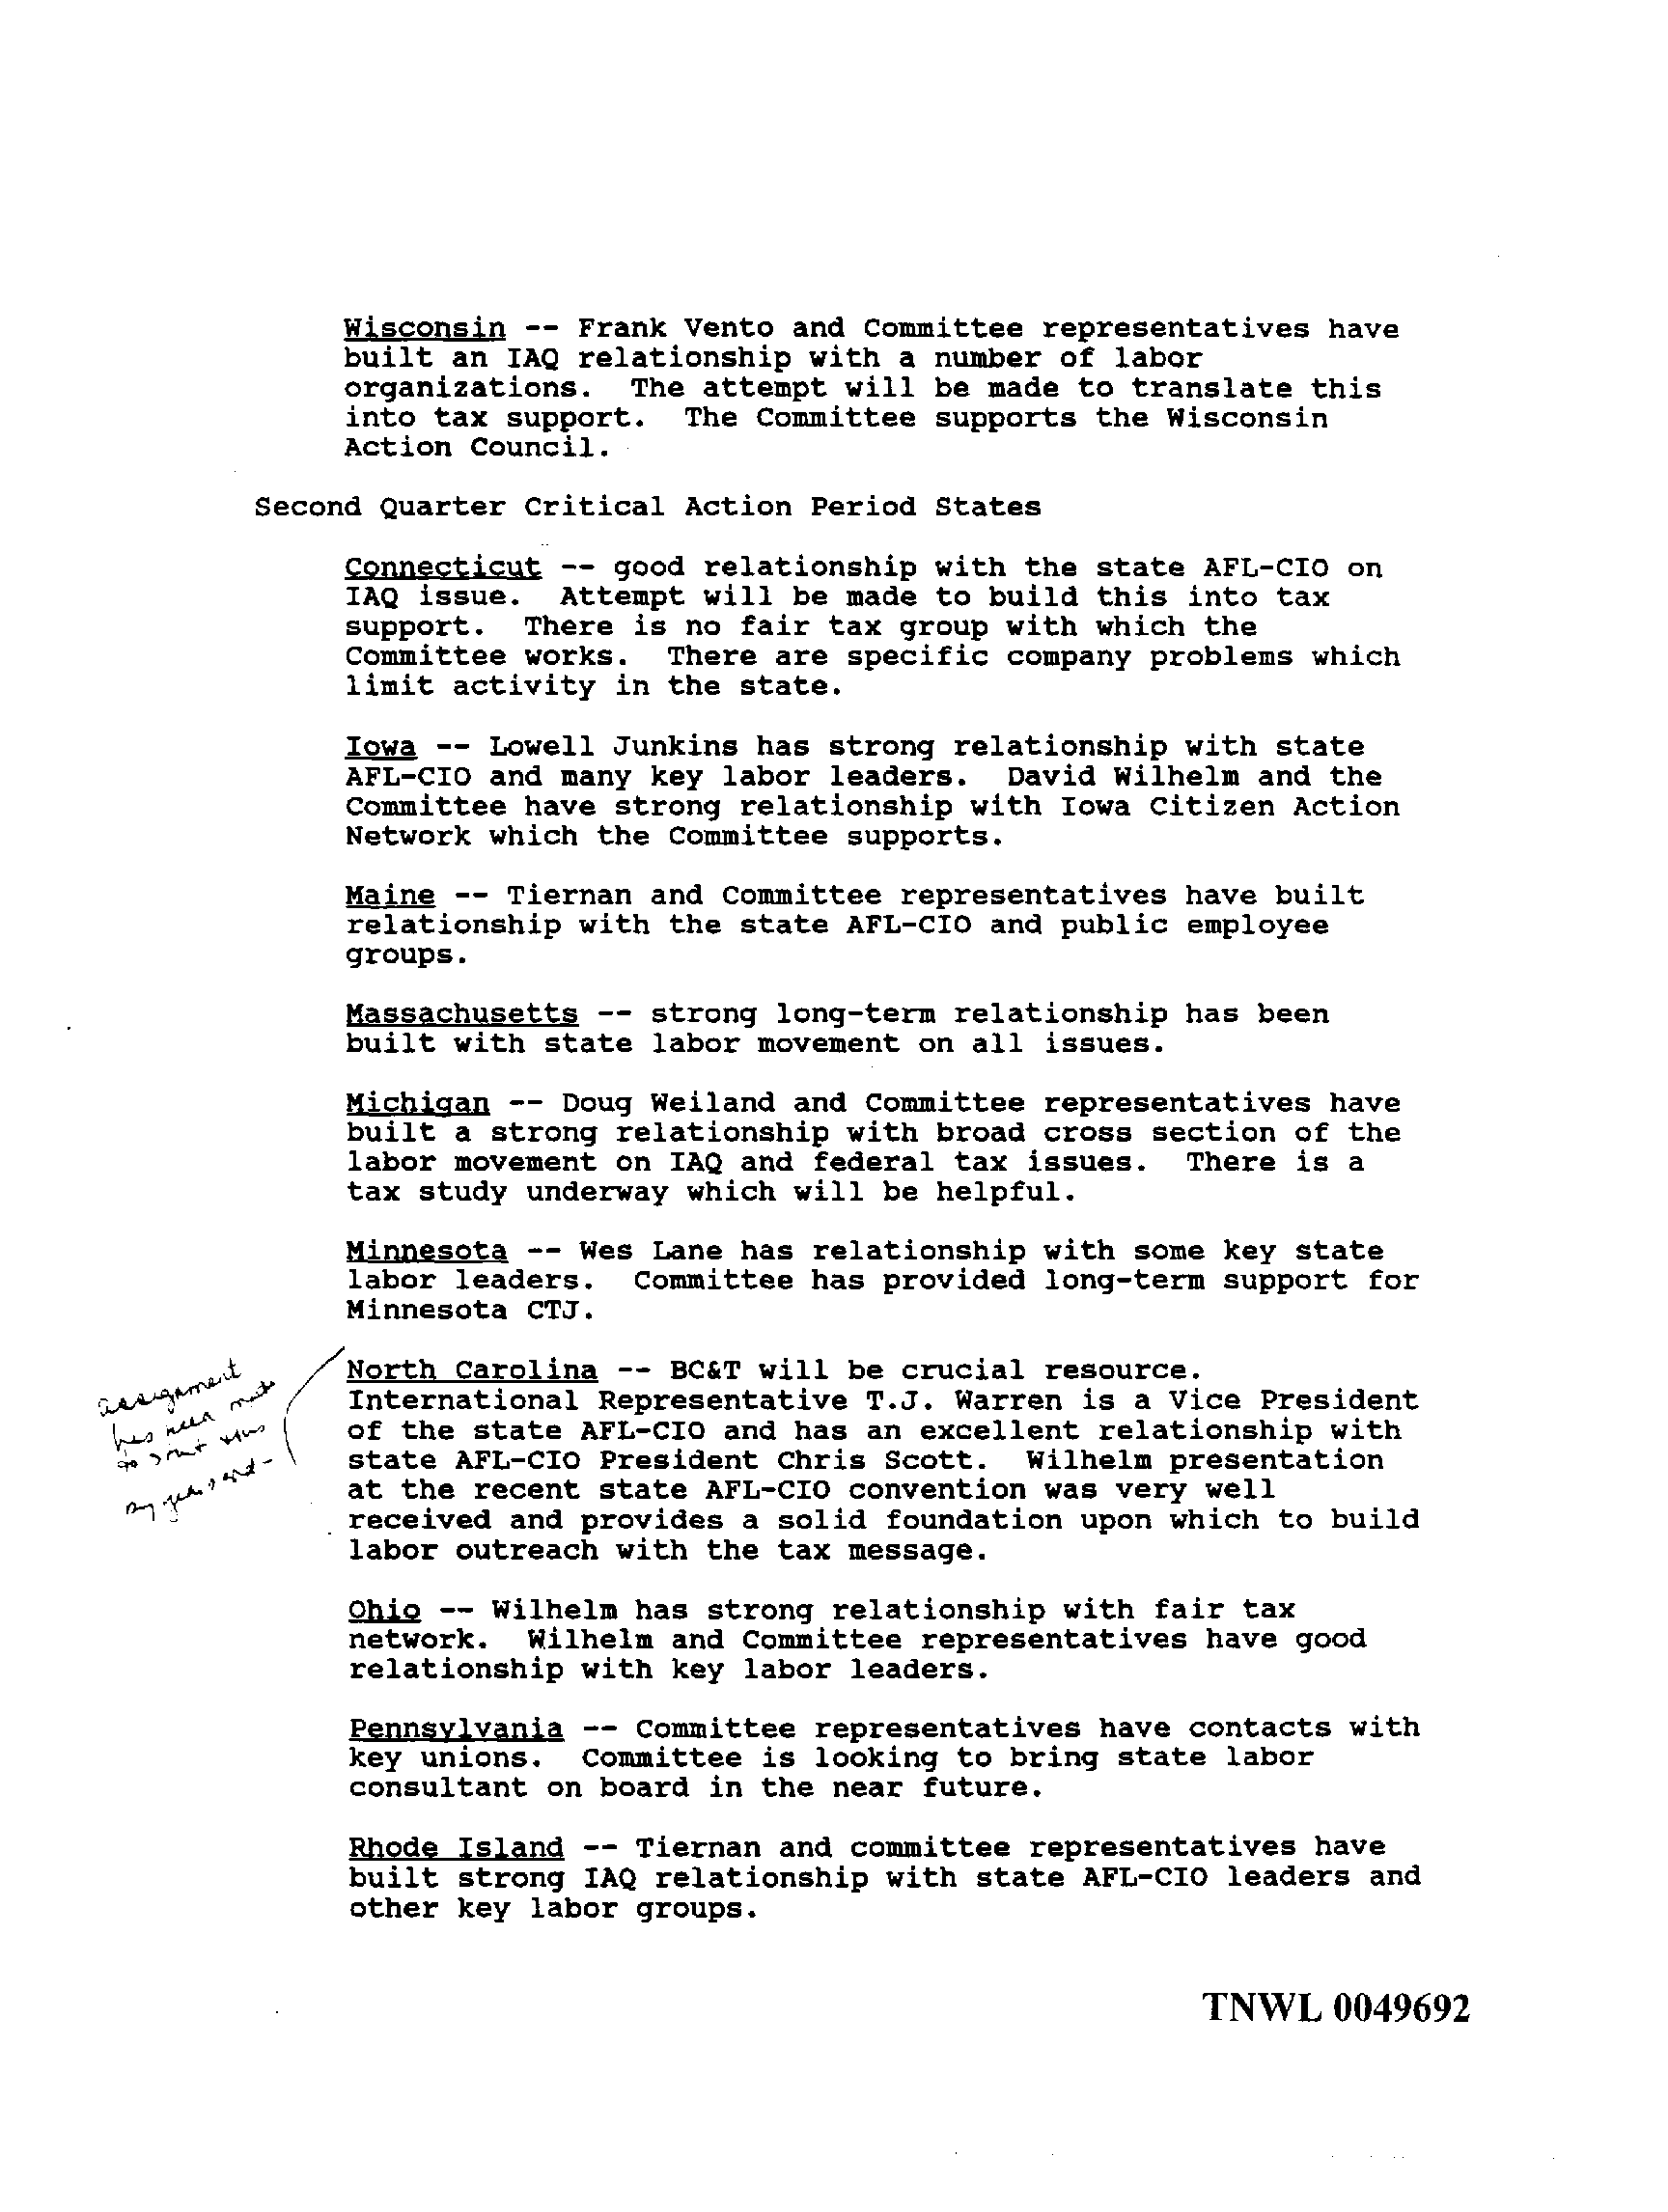 Wisconsin -- Frank Vento and Committee representatives have
built an IAQ relationship with a number of labor
organizations.  The attempt will be made to translate this
into tax support.  The Committee supports the Wisconsin
Action Council.
Second Quarter Critical Action Period States
Connecticut -- good relationship with the state AFL-CIO on
IAQ issue.  Attempt will be made to build this into tax
support.  There is no fair tax group with which the
Committee works.  There are specific company problems which
limit activity in the state.
Iowa -- Lowell Junkins has strong relationship with state
AFL-CIO and many key labor leaders.  David Wilhelm and the
Committee have strong relationship with Iowa Citizen Action
Network which the Committee supports.
Maine -- Tiernan and Committee representatives have built
relationship with the state AFL-CIO and public employee
groups.
Massachusetts -- strong long-term relationship has been
built with state labor movement on all issues.
Michigan -- Doug Weiland and Committee representatives have
built a strong relationship with broad cross section of the
labor movement on IAQ and federal tax issues.  There is a
tax study underway which will be helpful.
Minnesota -- Wes Lane has relationship with some key state
labor leaders.  Committee has provided long-term support for
Minnesota CTJ.
assignment
has been made
to start this
by year's end-
North Carolina -- BC&T will be crucial resource.
International Representative T.J. Warren is a Vice President
of the state AFL-CIO and has an excellent relationship with
state AFL-CIO President Chris Scott.  Wilhelm presentation
at the recent state AFL-CIO convention was very well
received and provides a solid foundation upon which to build
labor outreach with the tax message.
Ohio -- Wilhelm has strong relationship with fair tax
network.  Wilhelm and Committee representatives have good
relationship with key labor leaders.
Pennsylvania -- Committee representatives have contacts with
key unions.  Committee is looking to bring state labor
consultant on board in the near future.
Rhode Island -- Tiernan and committee representatives have
built strong IAQ relationship with state AFL-CIO leaders and
other key labor groups.
TNWL 0049692